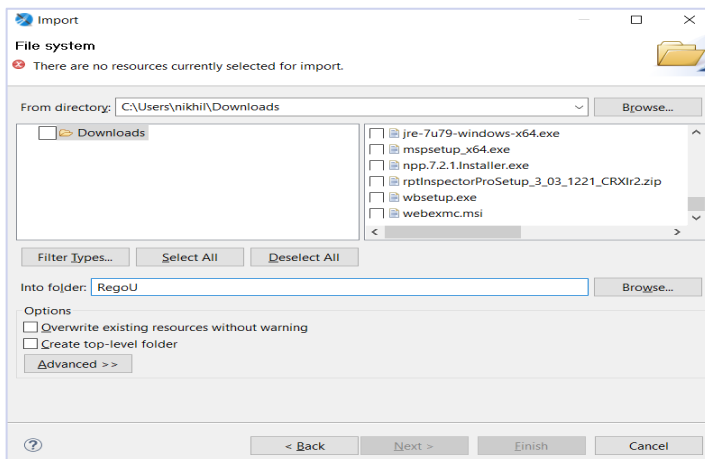 Import
File system
There are no resources currently selected for import.
From directory: C:\Users\nikhil\Downloads Browse...
Downloads
jre-7u79-windows-x64.exe
mspsetup_x64.exe
npp.7.2.1.Installer.exe
rptInspectorProSetup_3_03_1221_CRXIr2.zip
wbsetup.exe
webexmc.msi
Filter Types... Select All Deselect All
Into folder: RegoU Browse...
Options
Overwrite existing resources without warning
Create top-level folder
Advanced >>
< Back Next > Finish Cancel